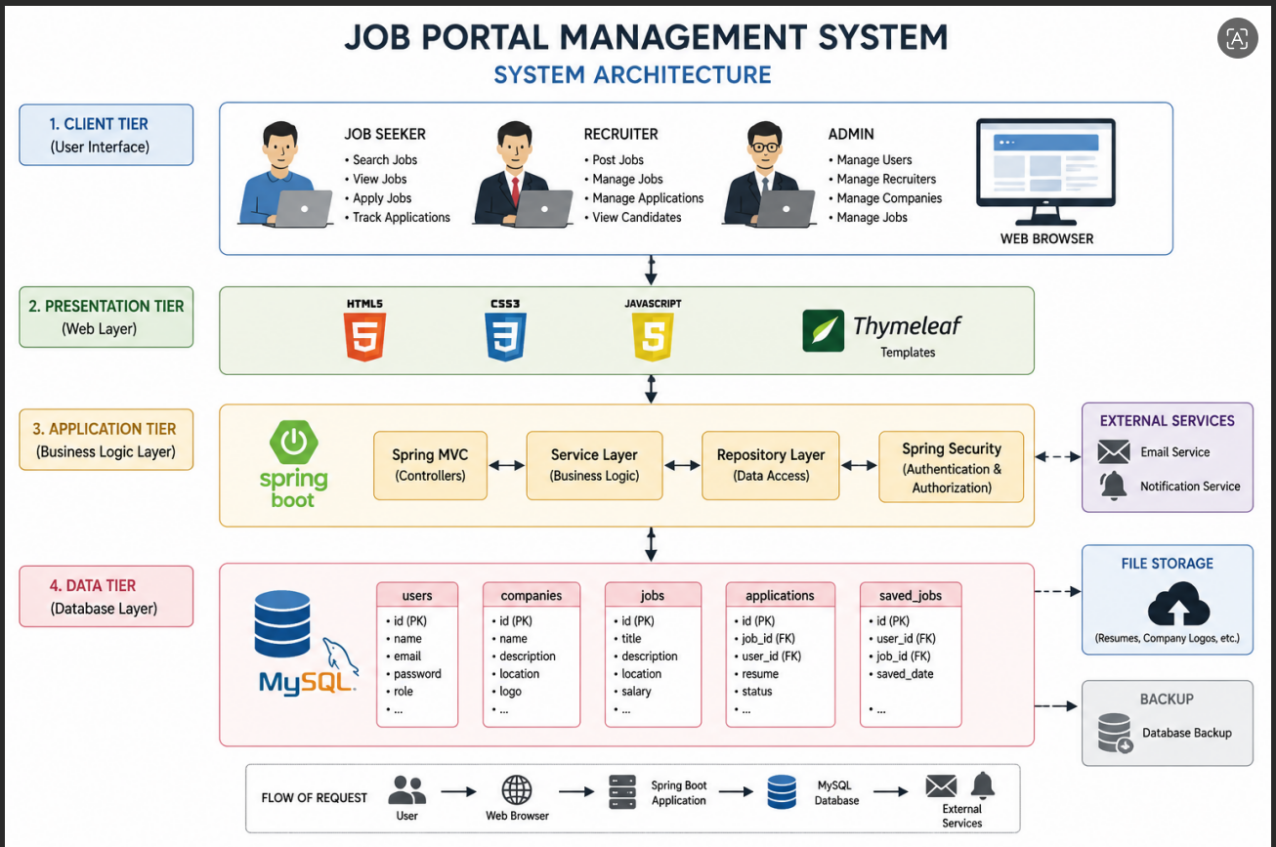 JOB PORTAL MANAGEMENT SYSTEM
SYSTEM ARCHITECTURE
1. CLIENT TIER
(User Interface)
JOB SEEKER
• Search Jobs
• View Jobs
• Apply Jobs
• Track Applications
RECRUITER
• Post Jobs
• Manage Jobs
• Manage Applications
• View Candidates
ADMIN
• Manage Users
• Manage Recruiters
• Manage Companies
• Manage Jobs
WEB BROWSER
2. PRESENTATION TIER
(Web Layer)
HTML5
5
CSS3
3
JAVASCRIPT
5
Thymeleaf
Templates
3. APPLICATION TIER
(Business Logic Layer)
spring
boot
Spring MVC
(Controllers)
Service Layer
(Business Logic)
Repository Layer
(Data Access)
Spring Security
(Authentication &
Authorization)
EXTERNAL SERVICES
Email Service
Notification Service
4. DATA TIER
(Database Layer)
MySQL.
users
• id (PK)
• name
• email
• password
• role
• ...
companies
• id (PK)
• name
• description
• location
• logo
• ...
jobs
• id (PK)
• title
• description
• location
• salary
• ...
applications
• id (PK)
• job_id (FK)
• user_id (FK)
• resume
• status
• ...
saved_jobs
• id (PK)
• user_id (FK)
• job_id (FK)
• saved_date
• ...
FILE STORAGE
(Resumes, Company Logos, etc.)
BACKUP
Database Backup
FLOW OF REQUEST
User
Web Browser
Spring Boot
Application
MySQL
Database
External
Services
A